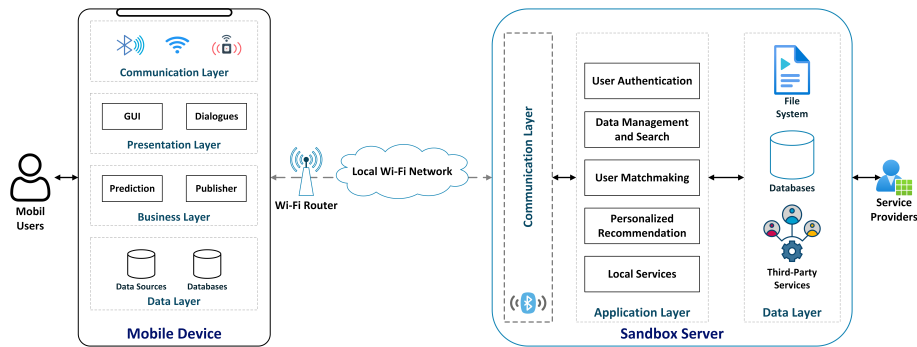 Communication Layer
GUI
Dialogues
Presentation Layer
Prediction
Publisher
Business Layer
Data Sources
Databases
Data Layer
Mobile Device
Mobil
Users
Wi-Fi Router
Local Wi-Fi Network
Communication Layer
User Authentication
Data Management
and Search
User Matchmaking
Personalized
Recommendation
Local Services
Application Layer
File
System
Databases
Third-Party
Services
Data Layer
Sandbox Server
Service
Providers